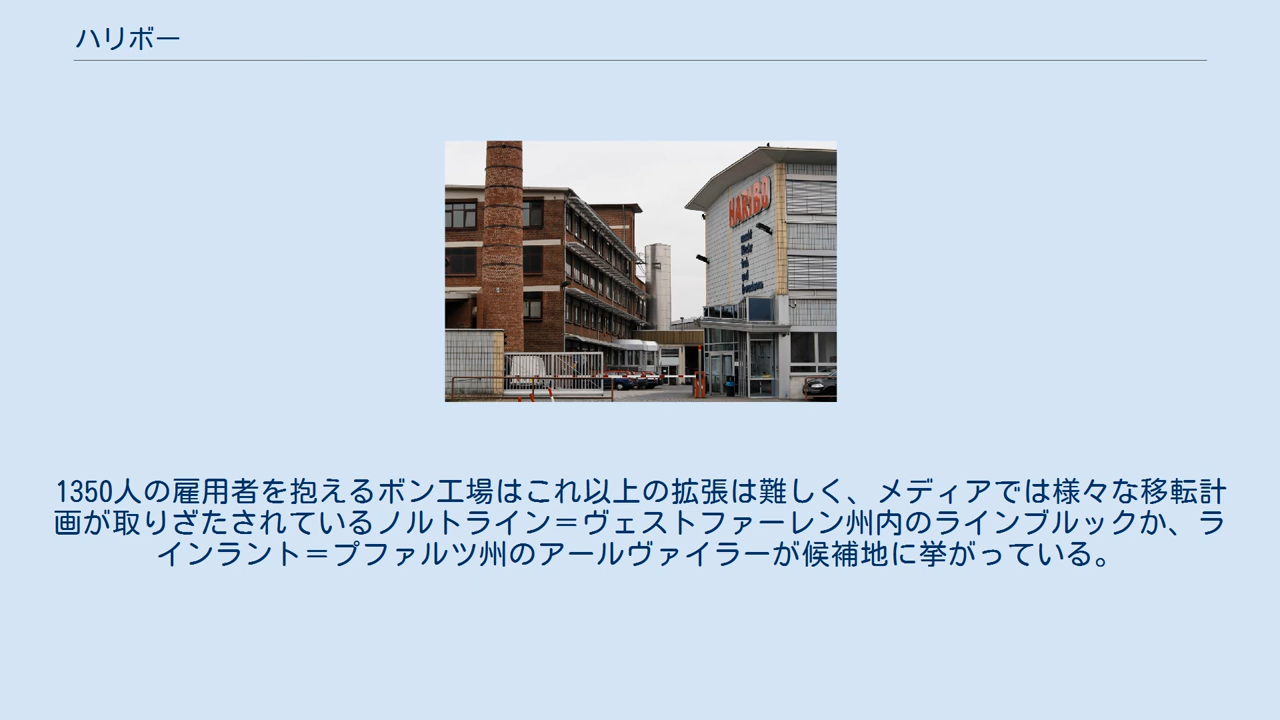 ハリボー
HARIBO
1350人の雇用者を抱えるボン工場はこれ以上の拡張は難しく、メディアでは様々な移転計
画が取りざたされているノルトライン＝ヴェストファーレン州内のラインブルックか、ラ
インラント＝プファルツ州のアールヴァイラーが候補地に挙がっている。